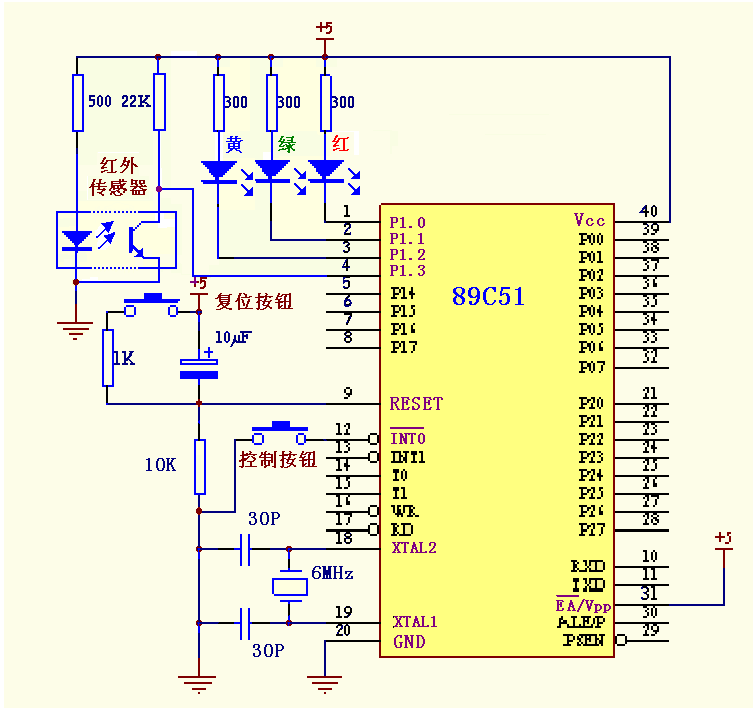 +5
500 22K 300 300 300
黄 绿 红
红外
传感器
+5
复位按钮
10μF
1K
10K
控制按钮
30P
6MHz
30P
89C51
1 P1.0
2 P1.1
3 P1.2
4 P1.3
5 P14
6 P15
7 P16
8 P17
9 RESET
12 INT0
13 INT1
14 T0
15 T1
16 WR
17 RD
18 XTAL2
19 XTAL1
20 GND
Vcc 40
P00 39
P01 38
P02 37
P03 36
P04 35
P05 34
P06 33
P07 32
P20 21
P21 22
P22 23
P23 24
P24 25
P25 26
P26 27
P27 28
RXD 10
TXD 11
EA/Vpp 31
ALE/P 30
PSEN 29
+5